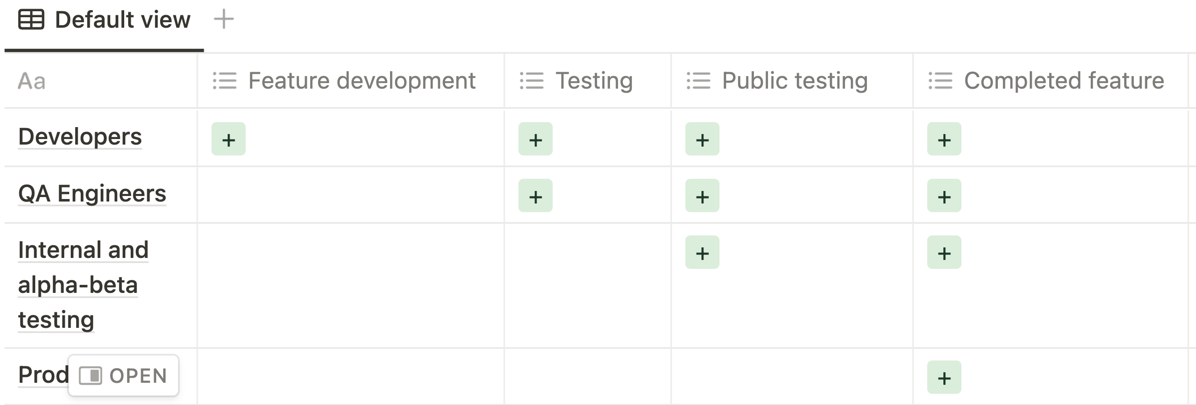 Default view +
Aa Feature development Testing Public testing Completed feature
Developers + + + +
QA Engineers + + +
Internal and + +
alpha-beta
testing
Prod OPEN +